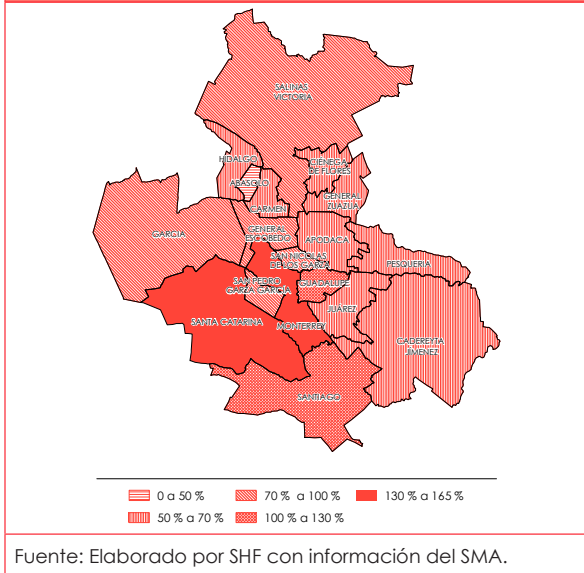 SALINAS
VICTORIA
HIDALGO
CIÉNEGA
DE FLORES
ABASOLO
GENERAL
ZUAZUA
CARMEN
GARCIA
GENERAL
ESCOBEDO
APODACA
SAN NICOLAS
DE LOS GARZA
PESQUERIA
SAN PEDRO
GARZA GARCIA
GUADALUPE
JUÁREZ
SANTA CATARINA
MONTERREY
CADEREYTA
JIMENEZ
SANTIAGO
0 a 50 %
70 % a 100 %
130 % a 165 %
50 % a 70 %
100 % a 130 %
Fuente: Elaborado por SHF con información del SMA.